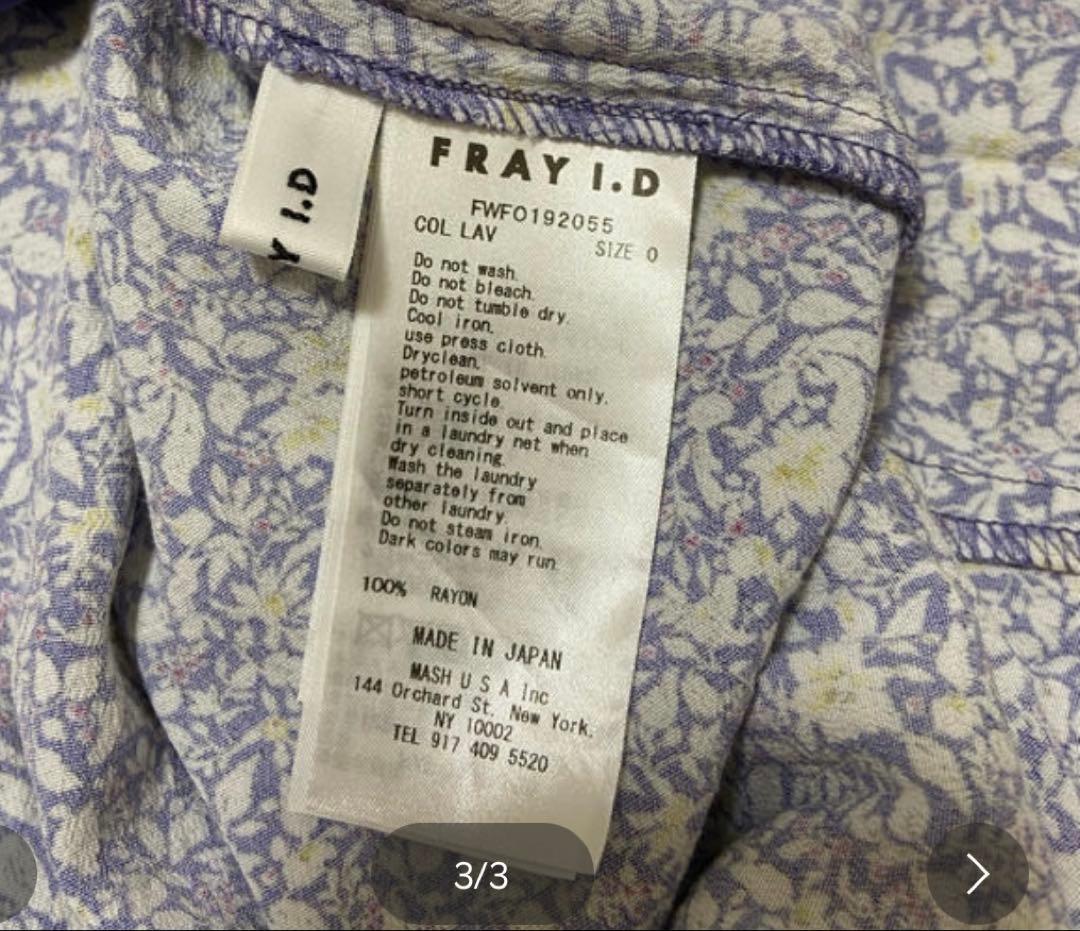 FRAY I.D
Y I.D
FWFO192055
COL LAV SIZE 0
Do not wash.
Do not bleach.
Do not tumble dry.
Cool iron.
use press cloth.
Dryclean.
petroleum solvent only.
short cycle.
Turn inside out and place
in a laundry net when
dry cleaning.
Wash the laundry
separately from
other laundry.
Do not steam iron.
Dark colors may run.
100% RAYON
MADE IN JAPAN
MASH U S A Inc
144 Orchard St. New York.
NY 10002
TEL 917 409 5520
3/3